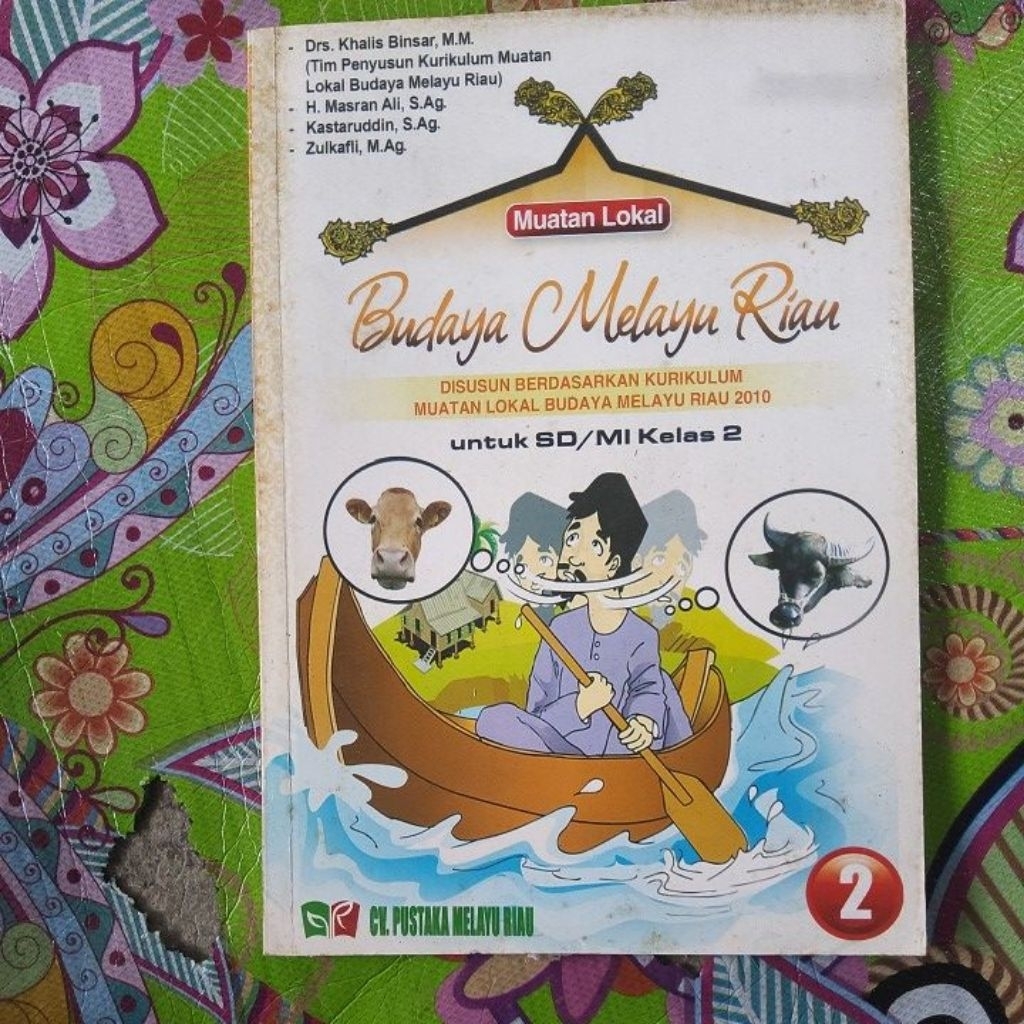 - Drs. Khalis Binsar, M.M.
(Tim Penyusun Kurikulum Muatan
Lokal Budaya Melayu Riau)
- H. Masran Ali, S.Ag.
- Kastaruddin, S.Ag.
- Zulkafli, M.Ag.
Muatan Lokal
Budaya Melayu Riau
DISUSUN BERDASARKAN KURIKULUM
MUATAN LOKAL BUDAYA MELAYU RIAU 2010
untuk SD/MI Kelas 2
CV. PUSTAKA MELAYU RIAU
2